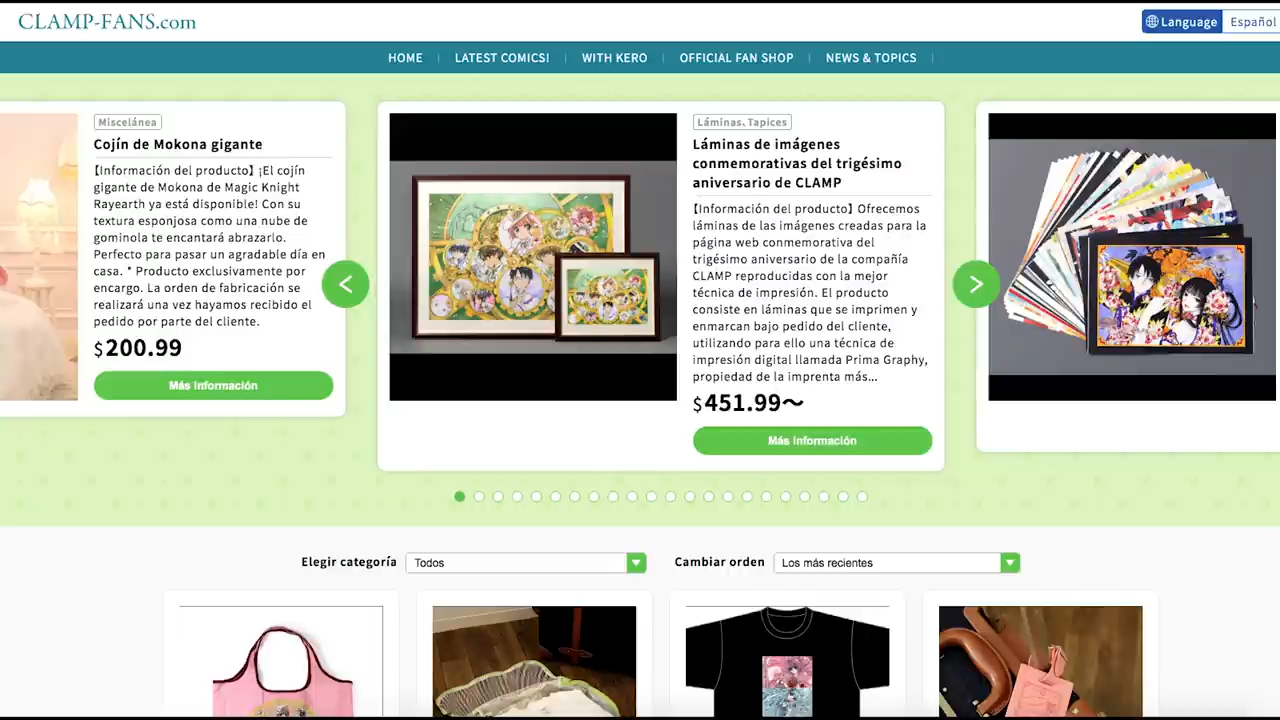 CLAMP-FANS.com
Language
Español
HOME
LATEST COMICS!
WITH KERO
OFFICIAL FAN SHOP
NEWS & TOPICS
Miscelánea
Cojín de Mokona gigante
【Información del producto】 ¡El cojín
gigante de Mokona de Magic Knight
Rayearth ya está disponible! Con su
textura esponjosa como una nube de
gominola te encantará abrazarlo.
Perfecto para pasar un agradable día en
casa. * Producto exclusivamente por
encargo. La orden de fabricación se
realizará una vez hayamos recibido el
pedido por parte del cliente.
$200.99
Más información
<
Láminas、Tapices
Láminas de imágenes
conmemorativas del trigésimo
aniversario de CLAMP
【Información del producto】 Ofrecemos
láminas de las imágenes creadas para la
página web conmemorativa del
trigésimo aniversario de la compañía
CLAMP reproducidas con la mejor
técnica de impresión. El producto
consiste en láminas que se imprimen y
enmarcan bajo pedido del cliente,
utilizando para ello una técnica de
impresión digital llamada Prima Graphy,
propiedad de la imprenta más...
$451.99〜
Más información
>
Elegir categoría
Todos
Cambiar orden
Los más recientes